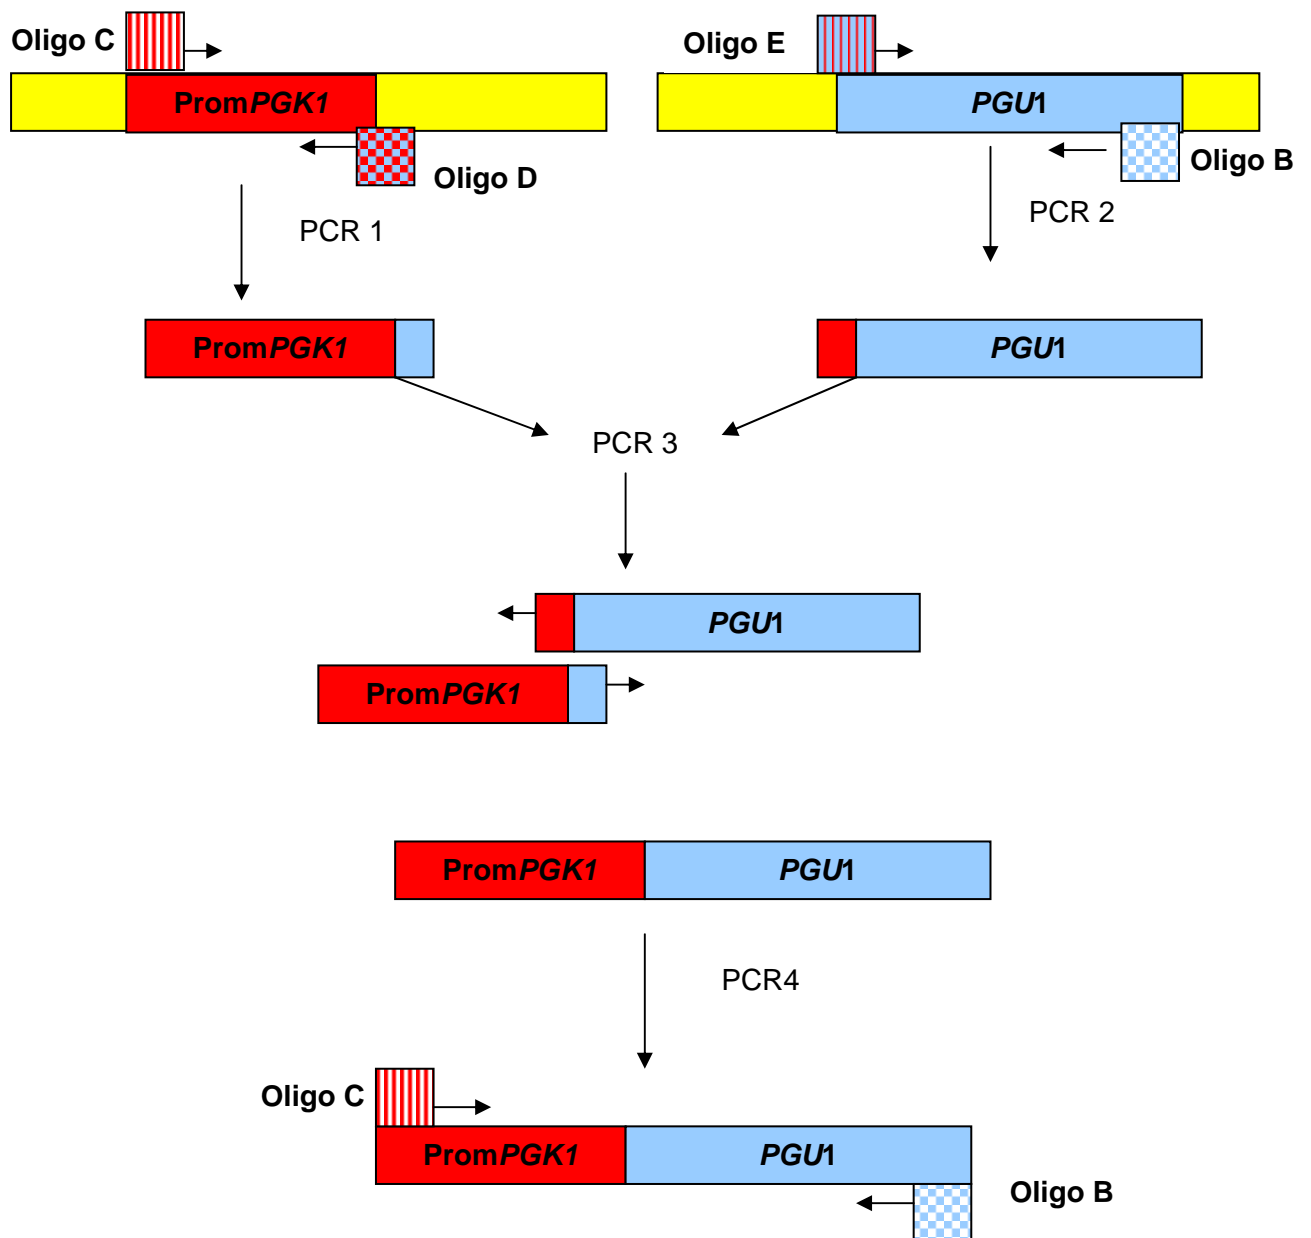 Oligo C
Oligo E
PromPGK1
PGU1
Oligo D
Oligo B
PCR 1
PCR 2
PromPGK1
PGU1
PCR 3
PGU1
PromPGK1
PromPGK1
PGU1
PCR4
Oligo C
PromPGK1
PGU1
Oligo B